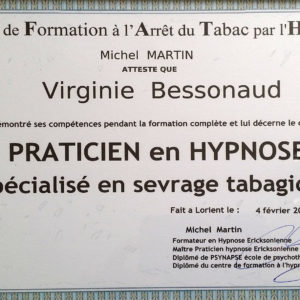 de Formation à l'Arrêt du Tabac par l'H
Michel MARTIN
ATTESTE QUE
Virginie Bessonaud
émontré ses compétences pendant la formation complète et lui décerne le c
PRATICIEN en HYPNOSE
pécialisé en sevrage tabagiq
Fait a Lorient le : 4 février 20
Michel Martin
Formateur en Hypnose Ericksonienne
Maître Praticien hypnose Ericksonienne
Diplomé de PSYNAPSE école de psychoth
Diplomé du centre de formation à l'hypn